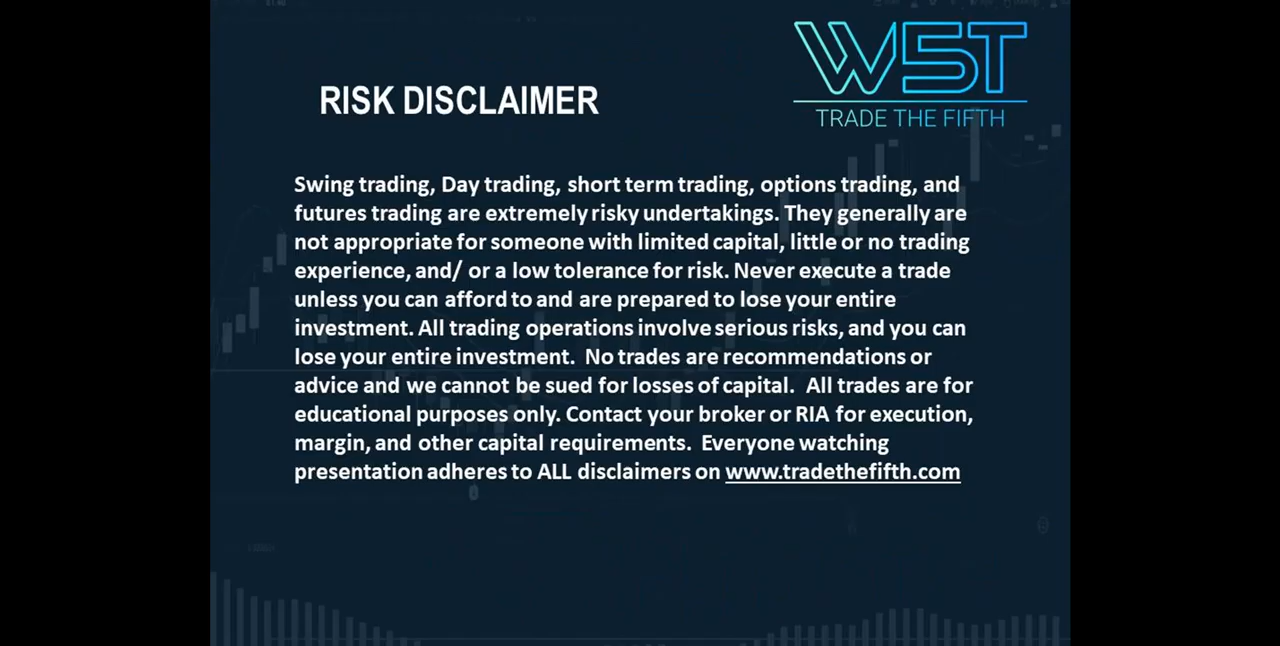 W5T
TRADE THE FIFTH
RISK DISCLAIMER
Swing trading, Day trading, short term trading, options trading, and
futures trading are extremely risky undertakings. They generally are
not appropriate for someone with limited capital, little or no trading
experience, and/ or a low tolerance for risk. Never execute a trade
unless you can afford to and are prepared to lose your entire
investment. All trading operations involve serious risks, and you can
lose your entire investment.  No trades are recommendations or
advice and we cannot be sued for losses of capital.  All trades are for
educational purposes only. Contact your broker or RIA for execution,
margin, and other capital requirements.  Everyone watching
presentation adheres to ALL disclaimers on www.tradethefifth.com